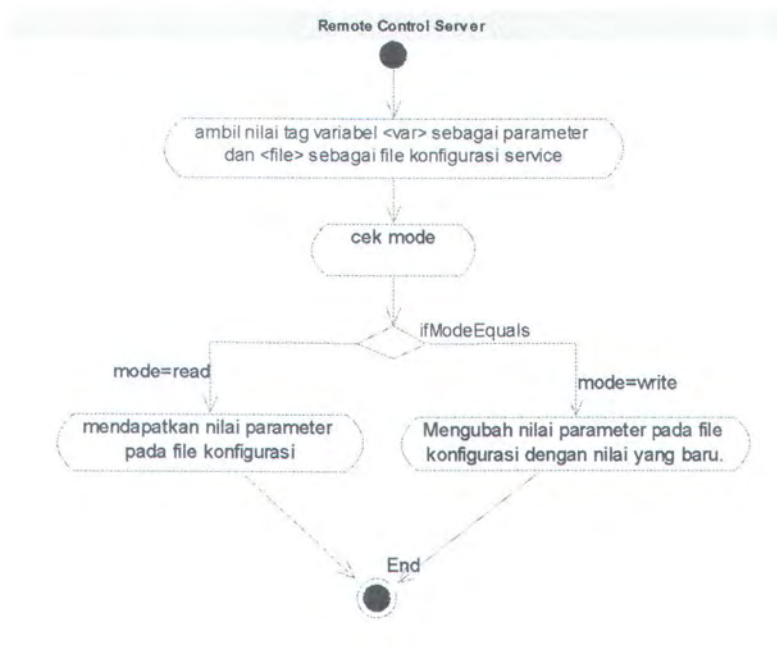 Remote Control Server
ambil nilai tag variabel <var> sebagai parameter
dan <file> sebagai file konfigurasi service
cek mode
ifModeEquals
mode=read
mode=write
mendapatkan nilai parameter
pada file konfigurasi
Mengubah nilai parameter pada file
konfigurasi dengan nilai yang baru.
End